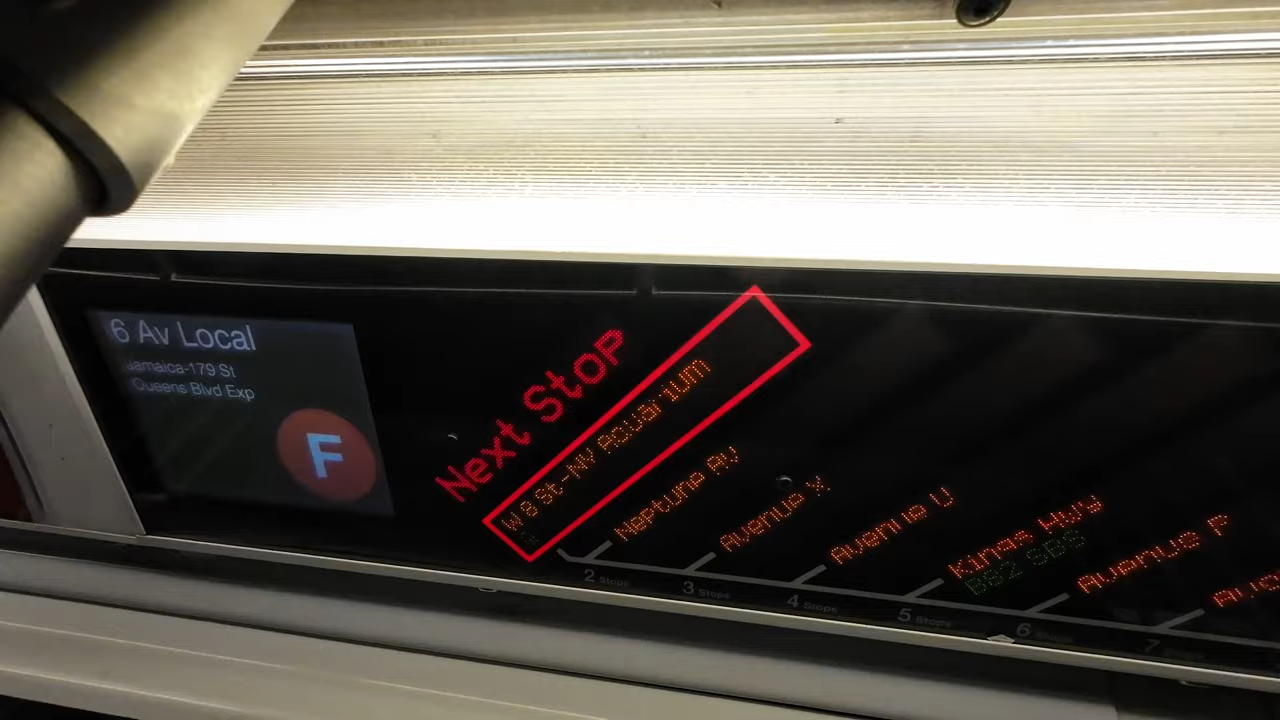 6 Av Local
Jamaica-179 St
Queens Blvd Exp
F
Next Stop
W 8 St-NY Aquarium
Neptune Av
Avenue X
Avenue U
Kings Hwy
B82 SBS
Avenue P
2 Stops
3 Stops
4 Stops
5 Stops
6 Stops
7